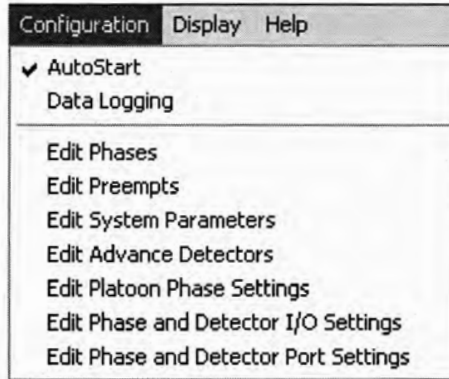 Configuration Display Help
✔ AutoStart
Data Logging
Edit Phases
Edit Preempts
Edit System Parameters
Edit Advance Detectors
Edit Platoon Phase Settings
Edit Phase and Detector I/O Settings
Edit Phase and Detector Port Settings